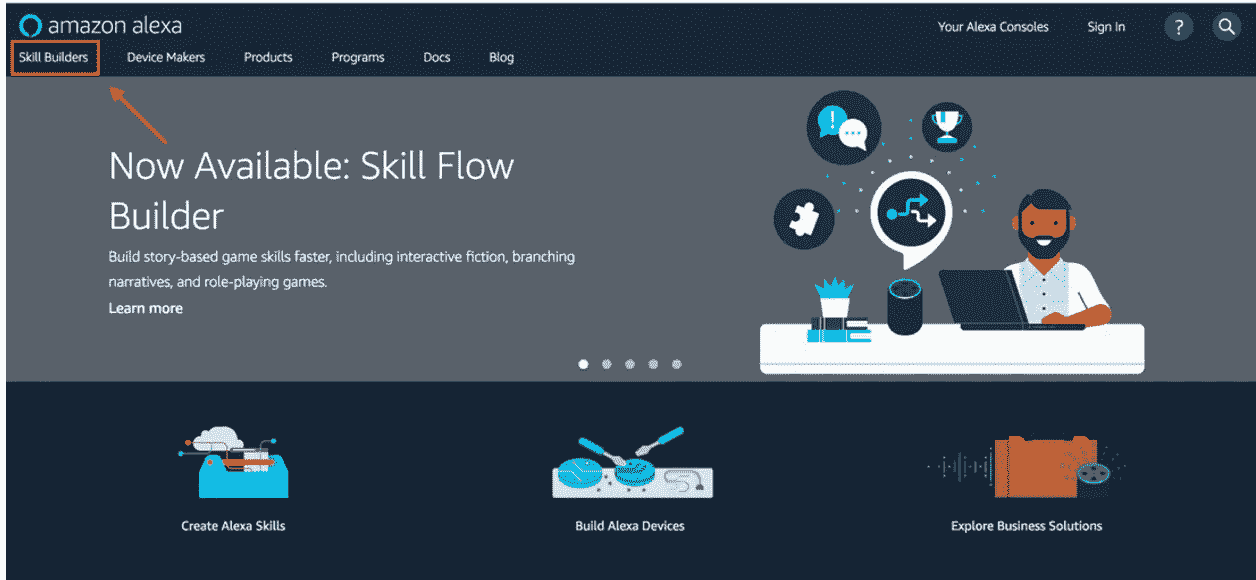 amazon alexa
Your Alexa Consoles
Sign In
?
Skill Builders
Device Makers
Products
Programs
Docs
Blog
Now Available: Skill Flow
Builder
Build story-based game skills faster, including interactive fiction, branching
narratives, and role-playing games.
Learn more
!
Create Alexa Skills
Build Alexa Devices
Explore Business Solutions